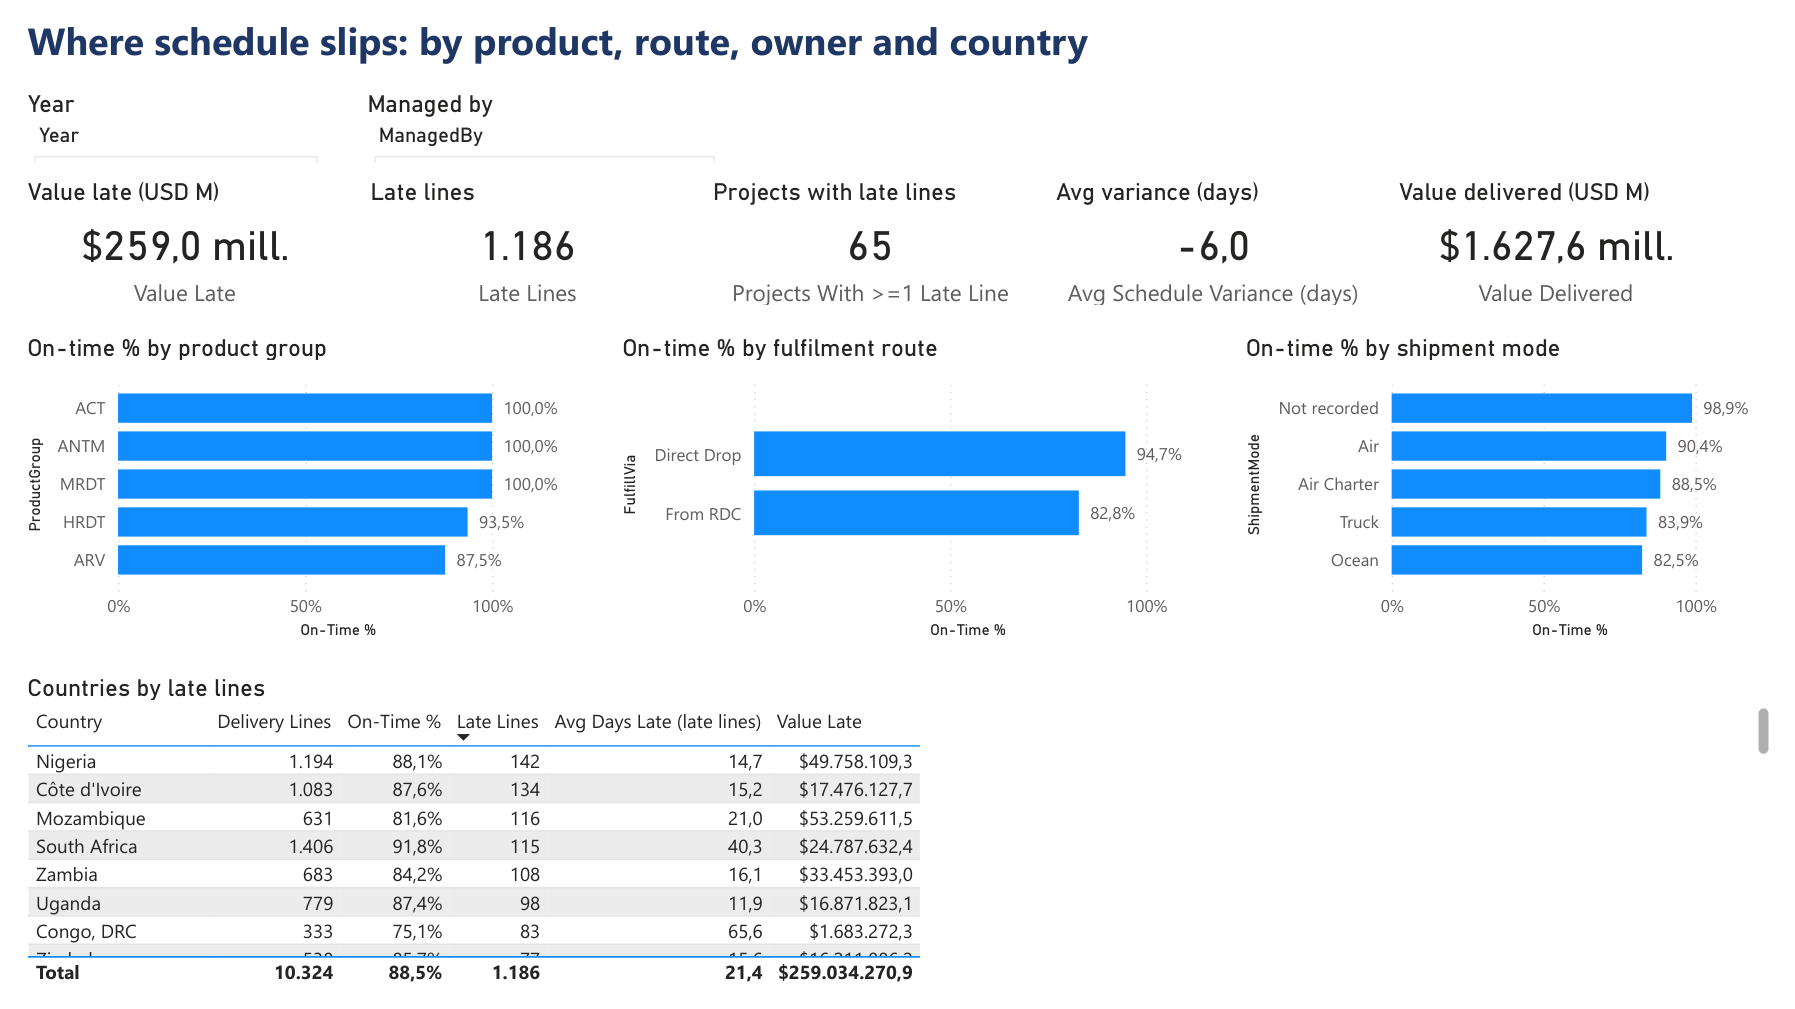 Where schedule slips: by product, route, owner and country
Year
Managed by
Year
ManagedBy
Value late (USD M)
Late lines
Projects with late lines
Avg variance (days)
Value delivered (USD M)
$259,0 mill.
1.186
65
-6,0
$1.627,6 mill.
Value Late
Late Lines
Projects With >=1 Late Line
Avg Schedule Variance (days)
Value Delivered
On-time % by product group
ProductGroup
ACT 100,0%
ANTM 100,0%
MRDT 100,0%
HRDT 93,5%
ARV 87,5%
0% 50% 100%
On-Time %
On-time % by fulfilment route
FulfillVia
Direct Drop 94,7%
From RDC 82,8%
0% 50% 100%
On-Time %
On-time % by shipment mode
ShipmentMode
Not recorded 98,9%
Air 90,4%
Air Charter 88,5%
Truck 83,9%
Ocean 82,5%
0% 50% 100%
On-Time %
Countries by late lines
Country Delivery Lines On-Time % Late Lines Avg Days Late (late lines) Value Late
Nigeria 1.194 88,1% 142 14,7 $49.758.109,3
Côte d'Ivoire 1.083 87,6% 134 15,2 $17.476.127,7
Mozambique 631 81,6% 116 21,0 $53.259.611,5
South Africa 1.406 91,8% 115 40,3 $24.787.632,4
Zambia 683 84,2% 108 16,1 $33.453.393,0
Uganda 779 87,4% 98 11,9 $16.871.823,1
Congo, DRC 333 75,1% 83 65,6 $1.683.272,3
Total 10.324 88,5% 1.186 21,4 $259.034.270,9